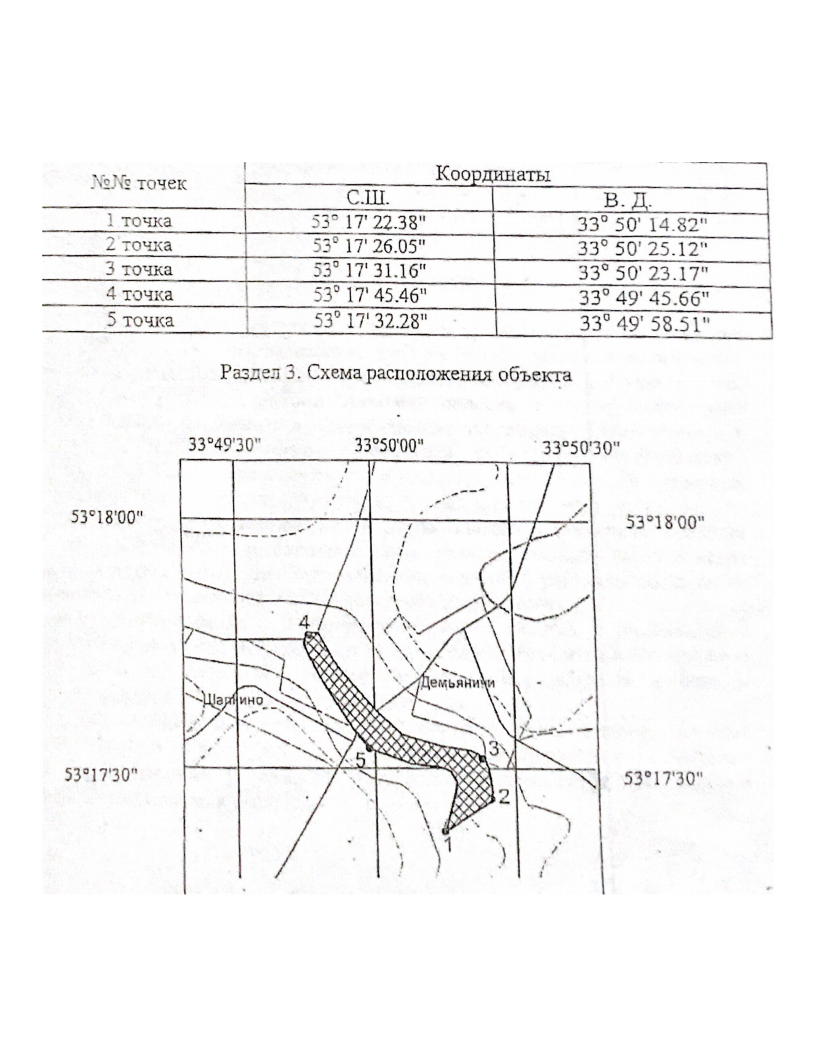 №№ точек Координаты
С.Ш. В. Д.
1 точка 53° 17' 22.38" 33° 50' 14.82"
2 точка 53° 17' 26.05" 33° 50' 25.12"
3 точка 53° 17' 31.16" 33° 50' 23.17"
4 точка 53° 17' 45.46" 33° 49' 45.66"
5 точка 53° 17' 32.28" 33° 49' 58.51"
Раздел 3. Схема расположения объекта
33°49'30" 33°50'00" 33°50'30"
53°18'00" 53°18'00"
4
Демьяничи
Шапкино
3
5
53°17'30" 53°17'30"
2
1